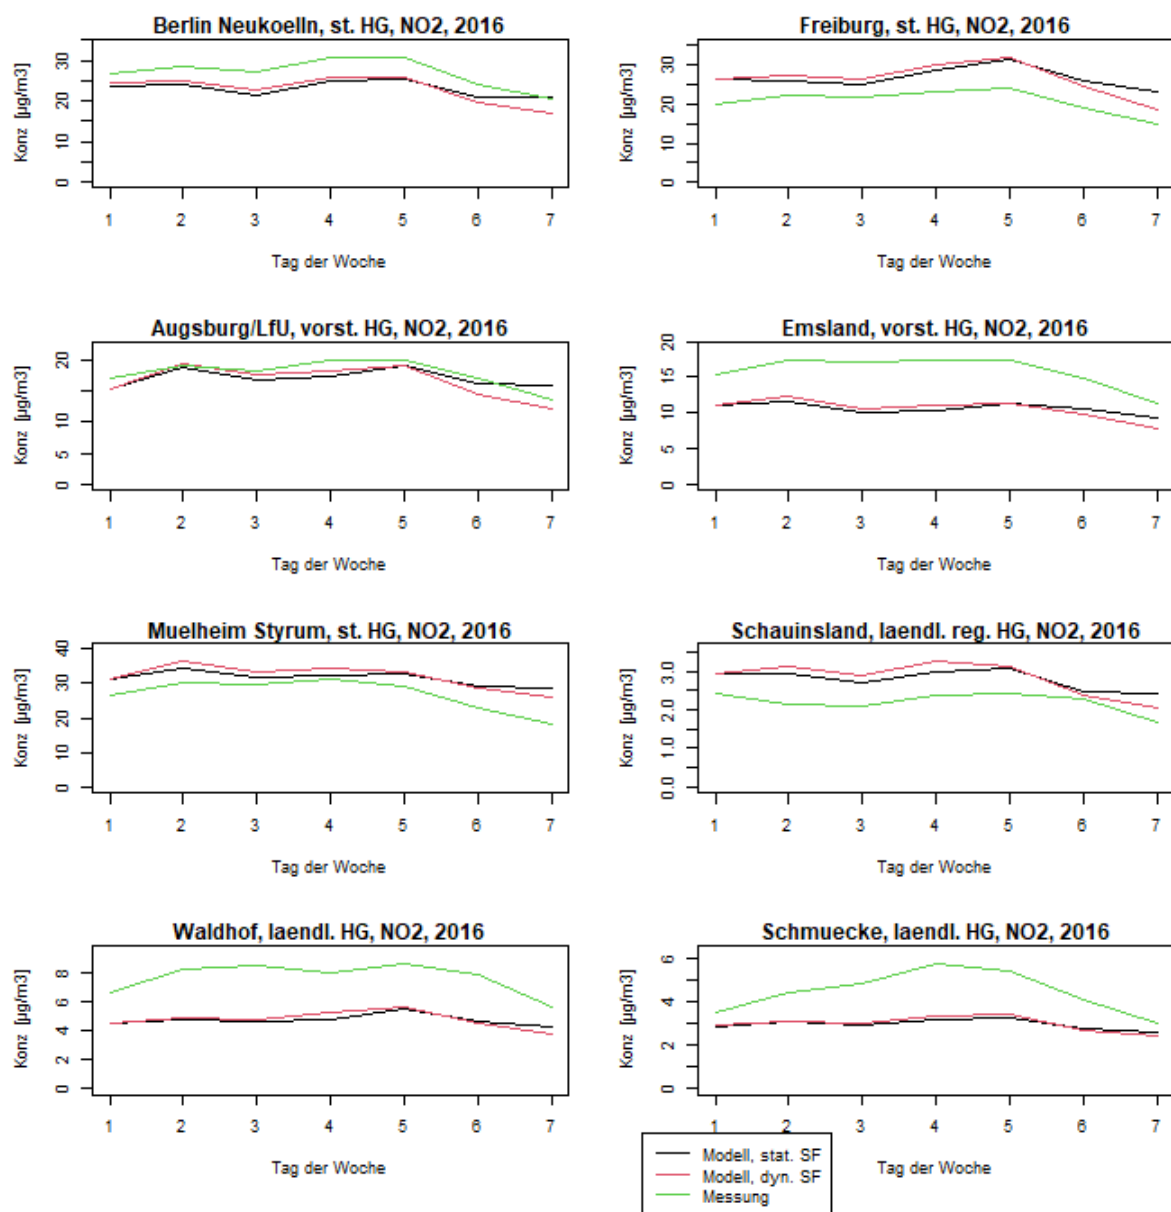 Berlin Neukoelln, st. HG, NO2, 2016
Konz [µg/m3]
0 10 20 30
1 2 3 4 5 6 7
Tag der Woche
Freiburg, st. HG, NO2, 2016
Konz [µg/m3]
0 10 20 30
1 2 3 4 5 6 7
Tag der Woche
Augsburg/LfU, vorst. HG, NO2, 2016
Konz [µg/m3]
0 5 10 20
1 2 3 4 5 6 7
Tag der Woche
Emsland, vorst. HG, NO2, 2016
Konz [µg/m3]
0 5 10 15 20
1 2 3 4 5 6 7
Tag der Woche
Muelheim Styrum, st. HG, NO2, 2016
Konz [µg/m3]
0 10 20 30 40
1 2 3 4 5 6 7
Tag der Woche
Schauinsland, laendl. reg. HG, NO2, 2016
Konz [µg/m3]
0.0 1.0 2.0 3.0
1 2 3 4 5 6 7
Tag der Woche
Waldhof, laendl. HG, NO2, 2016
Konz [µg/m3]
0 2 4 6 8
1 2 3 4 5 6 7
Tag der Woche
Schmuecke, laendl. HG, NO2, 2016
Konz [µg/m3]
0 2 4 6
1 2 3 4 5 6 7
Tag der Woche
Modell, stat. SF
Modell, dyn. SF
Messung